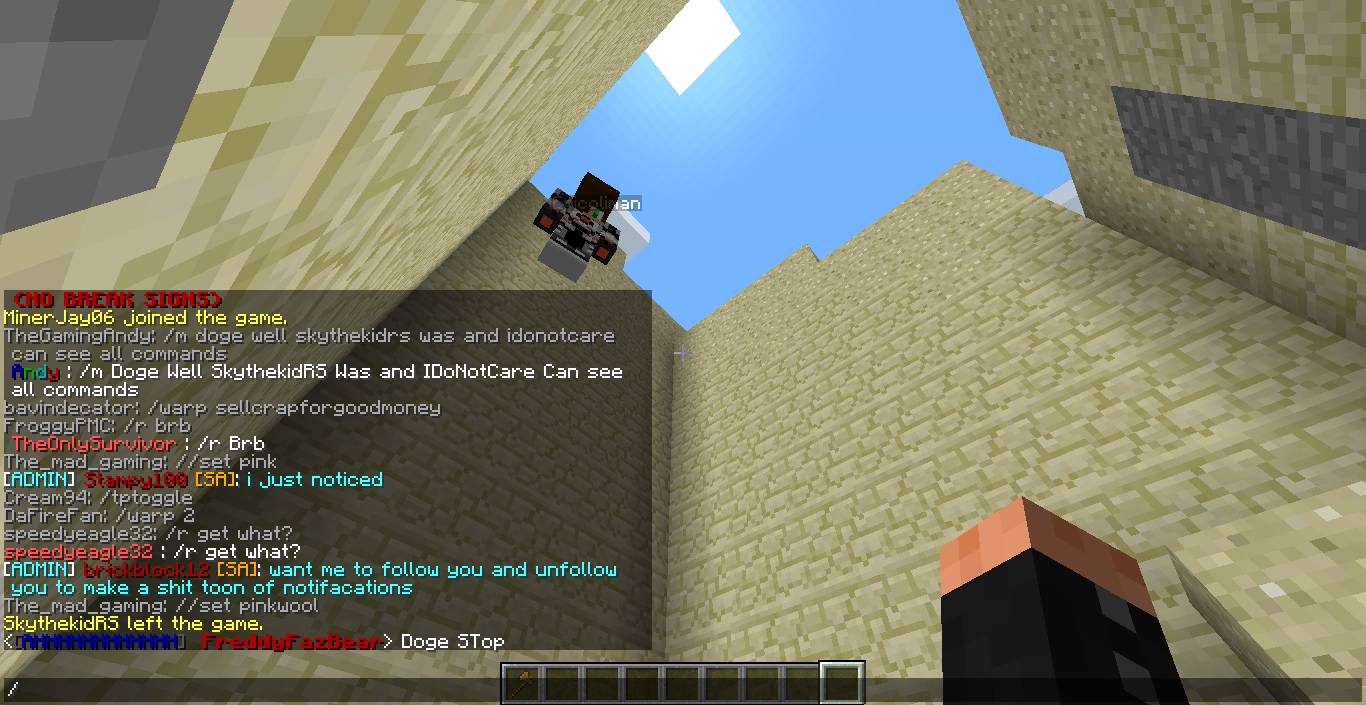 colinan
(NO BREAK SIGNS)
MinerJay06 joined the game.
TheGamingAndy: /m doge well skythekidrs was and idonotcare
can see all commands
Andy : /m Doge Well SkythekidRS Was and IDoNotCare Can see
all commands
bavindecator: /warp sellcrapforgoodmoney
FroggyPMC: /r brb
TheOnlySurvivor : /r Brb
The_mad_gaming: //set pink
[ADMIN] Stampy100 [SA]: i just noticed
Cream94: /tptoggle
DaFireFan: /warp 2
speedyeagle32: /r get what?
speedyeagle32 : /r get what?
[ADMIN] brickblock12 [SA]: want me to follow you and unfollow
you to make a shit toon of notifacations
The_mad_gaming: //set pinkwool
SkythekidRS left the game.
<[AHHHHHHHHHHHH] FreddyFazBear> Doge STop
/